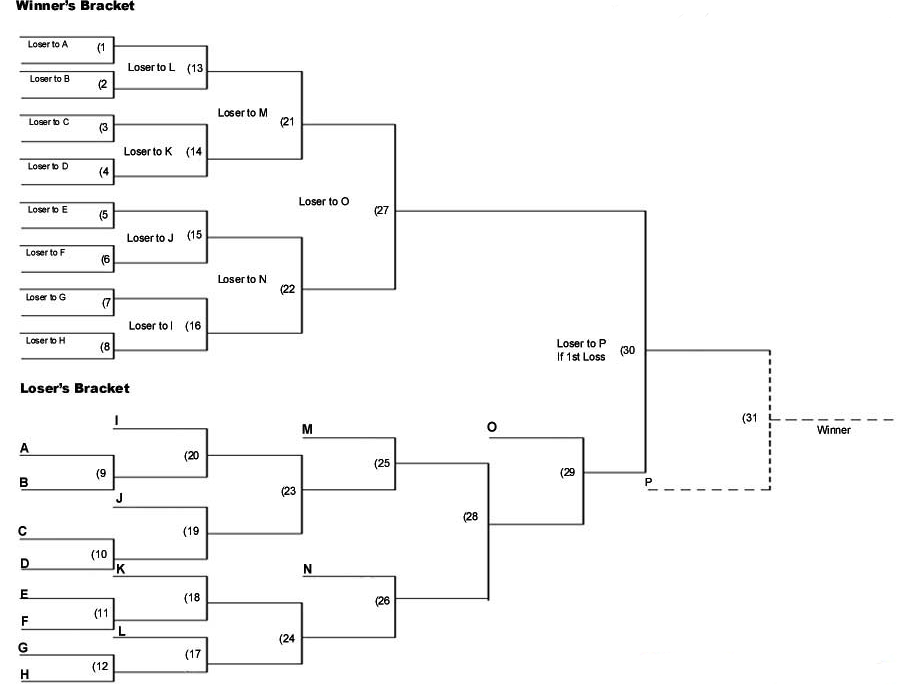 Winner's Bracket
Loser to A (1
Loser to B (2
Loser to L (13
Loser to C (3
Loser to D (4
Loser to K (14
Loser to M (21
Loser to E (5
Loser to F (6
Loser to J (15
Loser to G (7
Loser to H (8
Loser to I (16
Loser to N (22
Loser to O (27
Loser to P
If 1st Loss (30
(31
Winner
P
Loser's Bracket
A
B
(9
I
(20
C
D
(10
J
(19
(23
M
(25
E
F
(11
K
(18
G
H
(12
L
(17
(24
N
(26
(28
O
(29